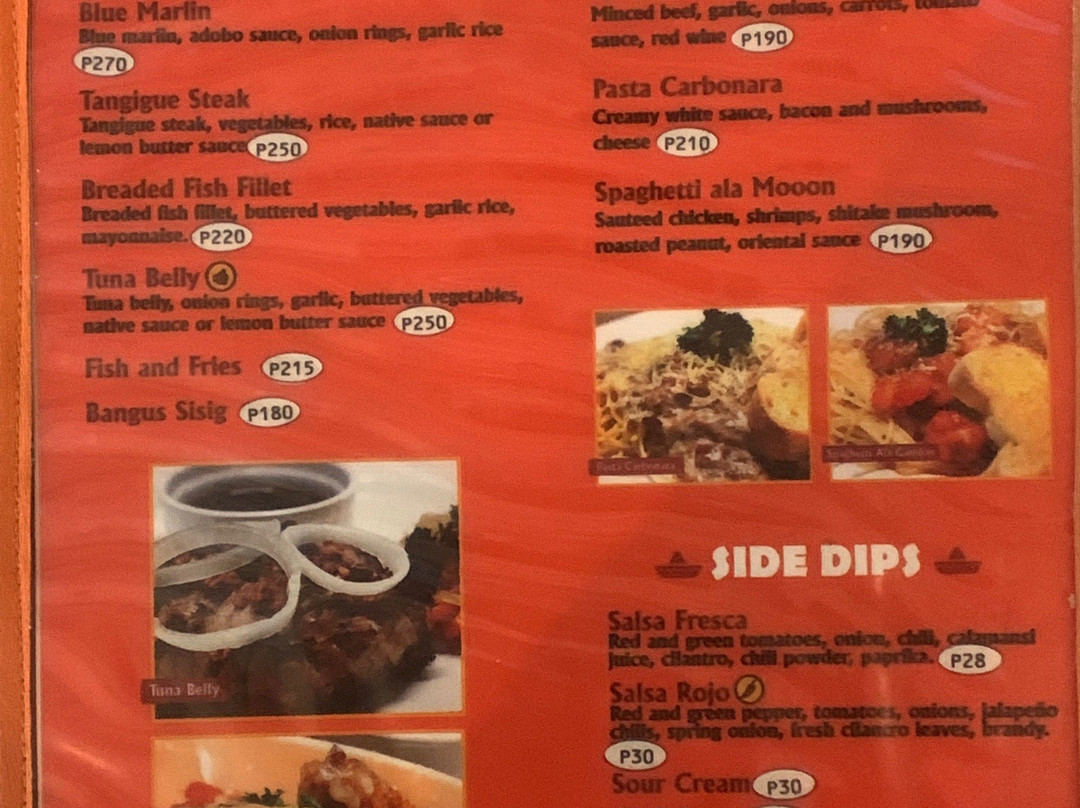 Blue Marlin
Blue marlin, adobo sauce, onion rings, garlic rice
P270
Tangigue Steak
Tangigue steak, vegetables, rice, native sauce or
lemon butter sauce P250
Breaded Fish Fillet
Breaded fish fillet, buttered vegetables, garlic rice,
mayonnaise. P220
Tuna Belly
Tuna belly, onion rings, garlic, buttered vegetables,
native sauce or lemon butter sauce P250
Fish and Fries P215
Bangus Sisig P180
Tuna Belly
Minced beef, garlic, onions, carrots, tomato
sauce, red wine P190
Pasta Carbonara
Creamy white sauce, bacon and mushrooms,
cheese P210
Spaghetti ala Mooon
Sauteed chicken, shrimps, shitake mushroom,
roasted peanut, oriental sauce P190
Pasta Carbonara
Spaghetti Ala
SIDE DIPS
Salsa Fresca
Red and green tomatoes, onion, chili, calamansi
juice, cilantro, chili powder, paprika. P28
Salsa Rojo
Red and green pepper, tomatoes, onions, jalapeño
chilis, spring onion, fresh cilantro leaves, brandy.
P30
Sour Cream P30